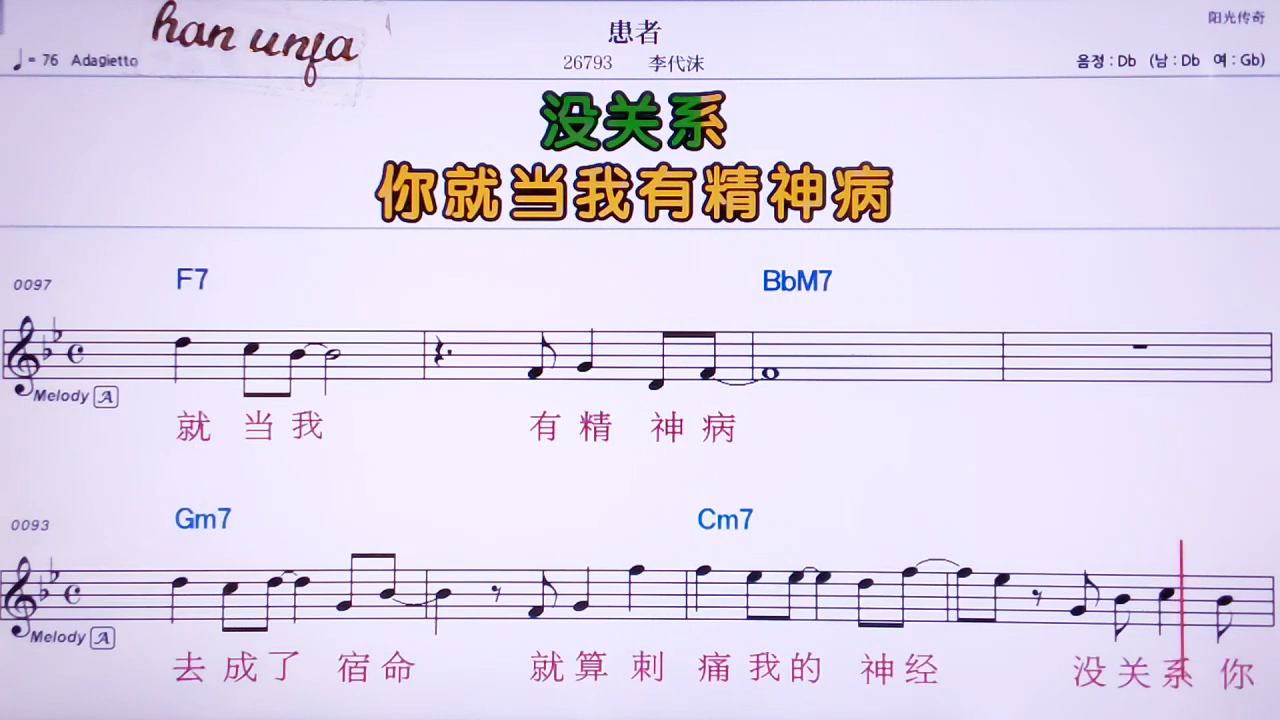 han unfa
患者
阳光传奇
♩= 76 Adagietto
26793 李代沫
음정 : Db (남 : Db 여 : Gb)
没关系
你就当我有精神病
0097
F7 BbM7
Melody A
就 当 我 有 精 神 病
0093
Gm7 Cm7
Melody A
去 成 了 宿 命 就 算 刺 痛 我 的 神 经 没 关 系 你